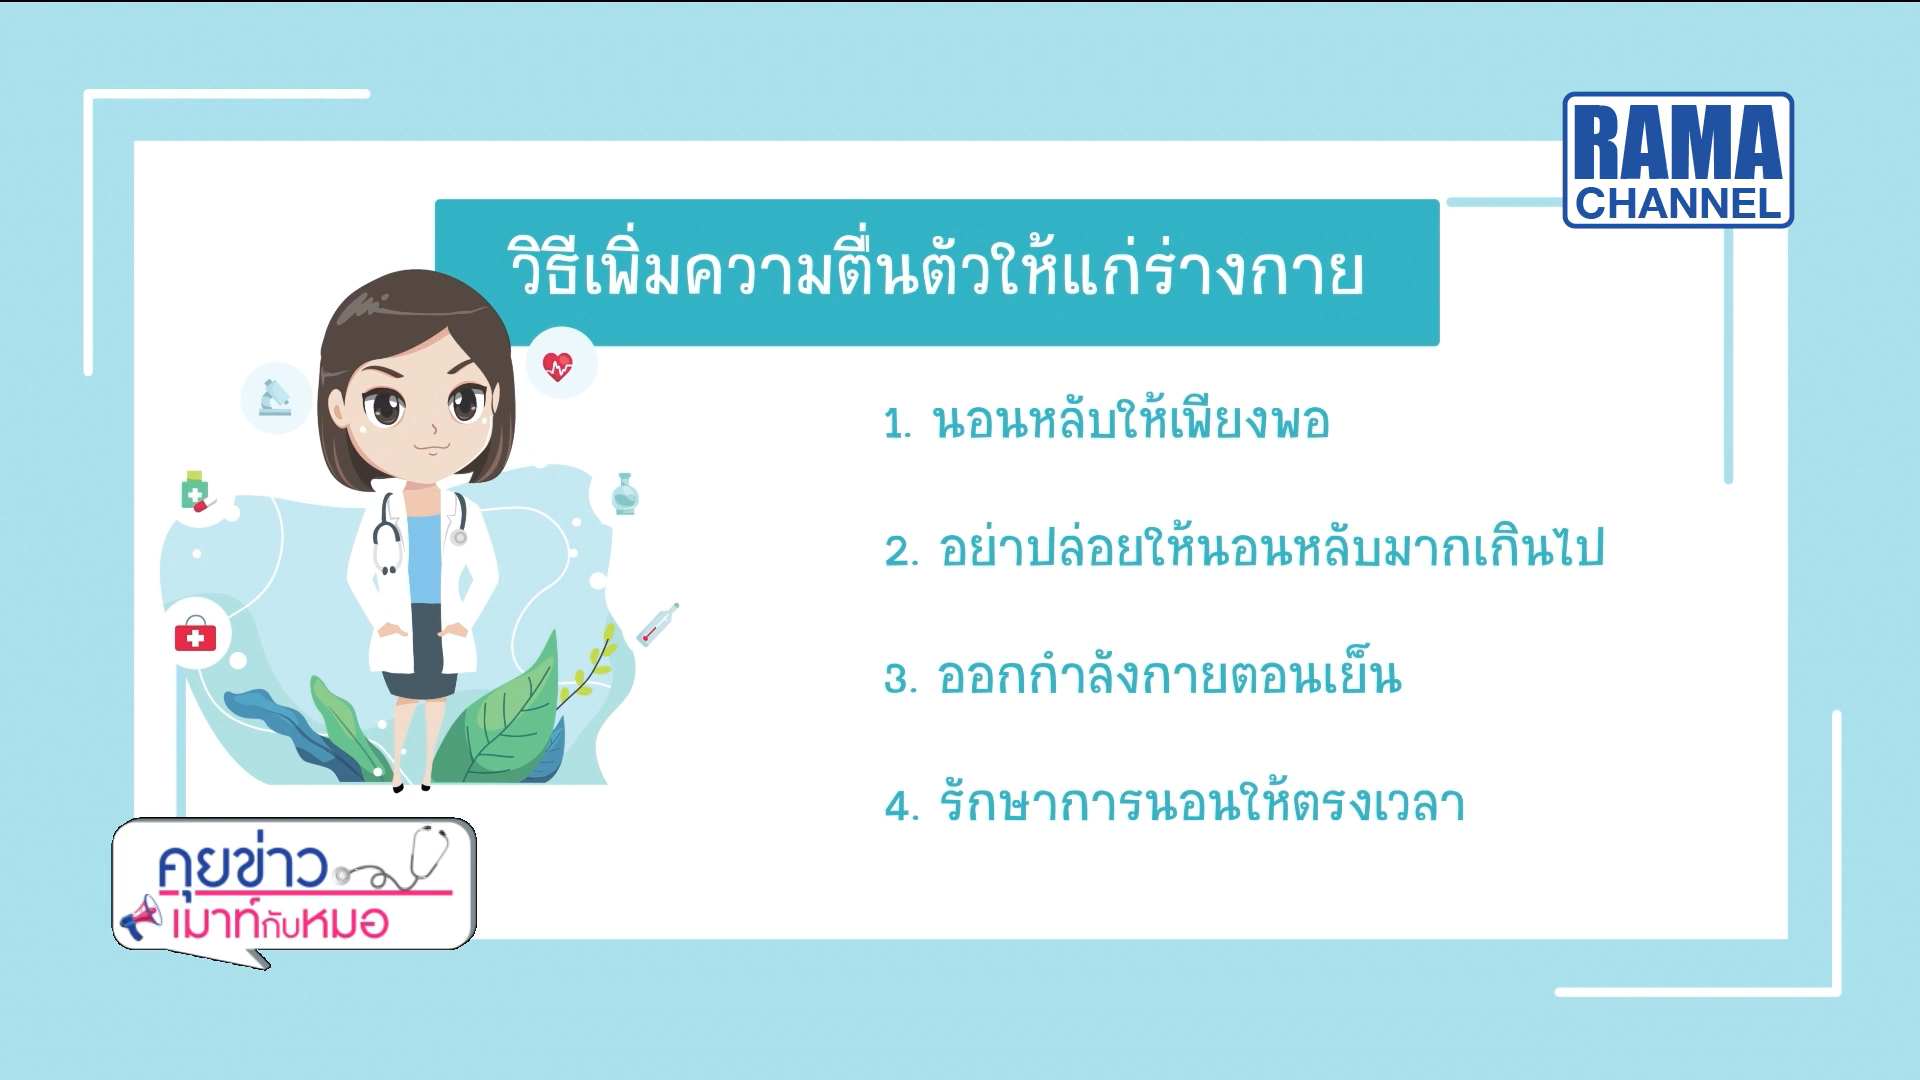 RAMA
CHANNEL
วิธีเพิ่มความตื่นตัวให้แก่ร่างกาย
1. นอนหลับให้เพียงพอ
2. อย่าปล่อยให้นอนหลับมากเกินไป
3. ออกกำลังกายตอนเย็น
4. รักษาการนอนให้ตรงเวลา
คุยข่าว
เมาท์กับหมอ